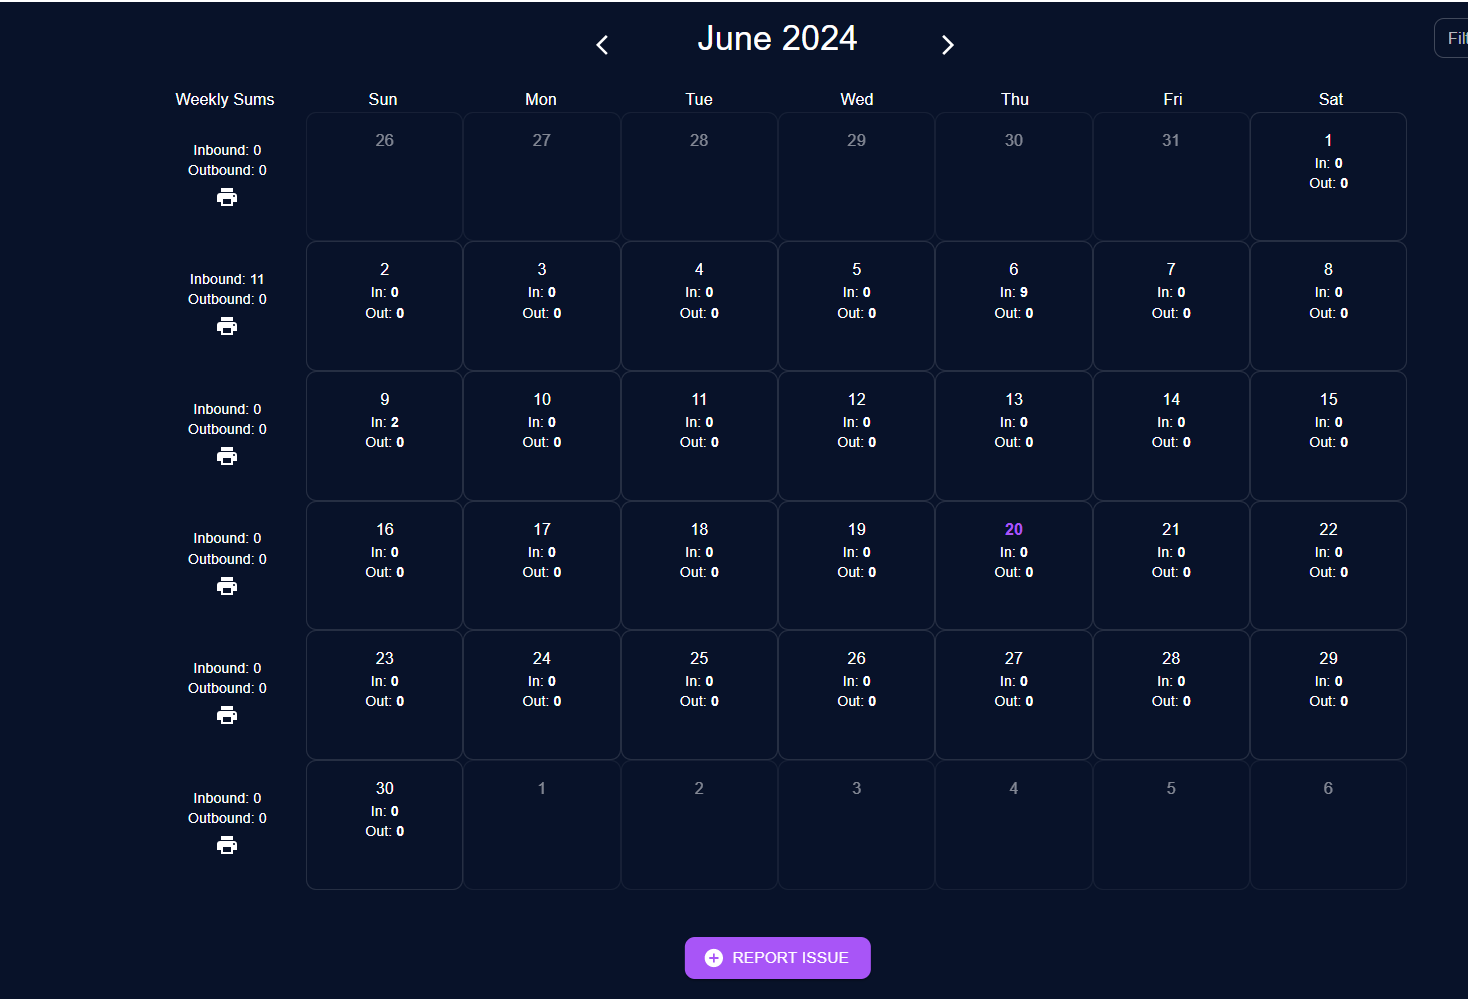 June 2024
Filt
Weekly Sums Sun Mon Tue Wed Thu Fri Sat
Inbound: 0
Outbound: 0
26 27 28 29 30 31 1
In: 0
Out: 0
Inbound: 11
Outbound: 0
2 3 4 5 6 7 8
In: 0 In: 0 In: 0 In: 0 In: 9 In: 0 In: 0
Out: 0 Out: 0 Out: 0 Out: 0 Out: 0 Out: 0 Out: 0
Inbound: 0
Outbound: 0
9 10 11 12 13 14 15
In: 2 In: 0 In: 0 In: 0 In: 0 In: 0 In: 0
Out: 0 Out: 0 Out: 0 Out: 0 Out: 0 Out: 0 Out: 0
Inbound: 0
Outbound: 0
16 17 18 19 20 21 22
In: 0 In: 0 In: 0 In: 0 In: 0 In: 0 In: 0
Out: 0 Out: 0 Out: 0 Out: 0 Out: 0 Out: 0 Out: 0
Inbound: 0
Outbound: 0
23 24 25 26 27 28 29
In: 0 In: 0 In: 0 In: 0 In: 0 In: 0 In: 0
Out: 0 Out: 0 Out: 0 Out: 0 Out: 0 Out: 0 Out: 0
Inbound: 0
Outbound: 0
30 1 2 3 4 5 6
In: 0
Out: 0
REPORT ISSUE